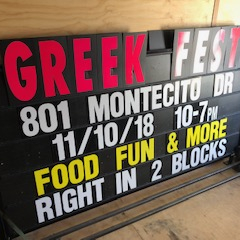 GREEK FEST
801 MONTECITO DR
11/10/18 10-7PM
FOOD FUN & MORE
RIGHT IN 2 BLOCKS